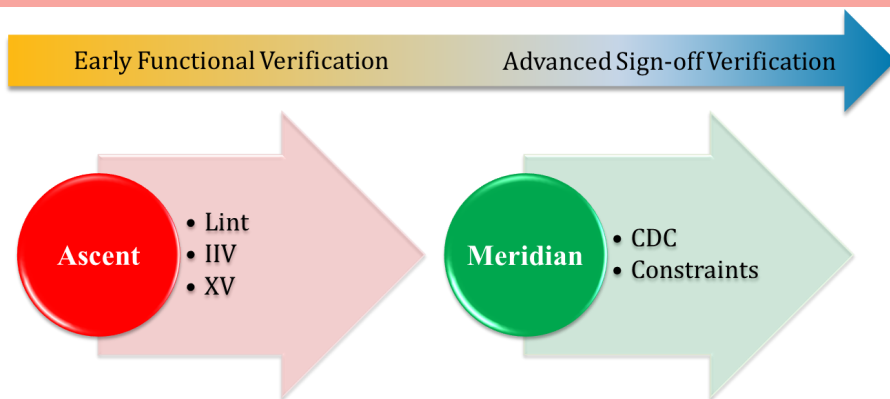 Early Functional Verification
Advanced Sign-off Verification
Ascent
• Lint
• IIV
• XV
Meridian
• CDC
• Constraints